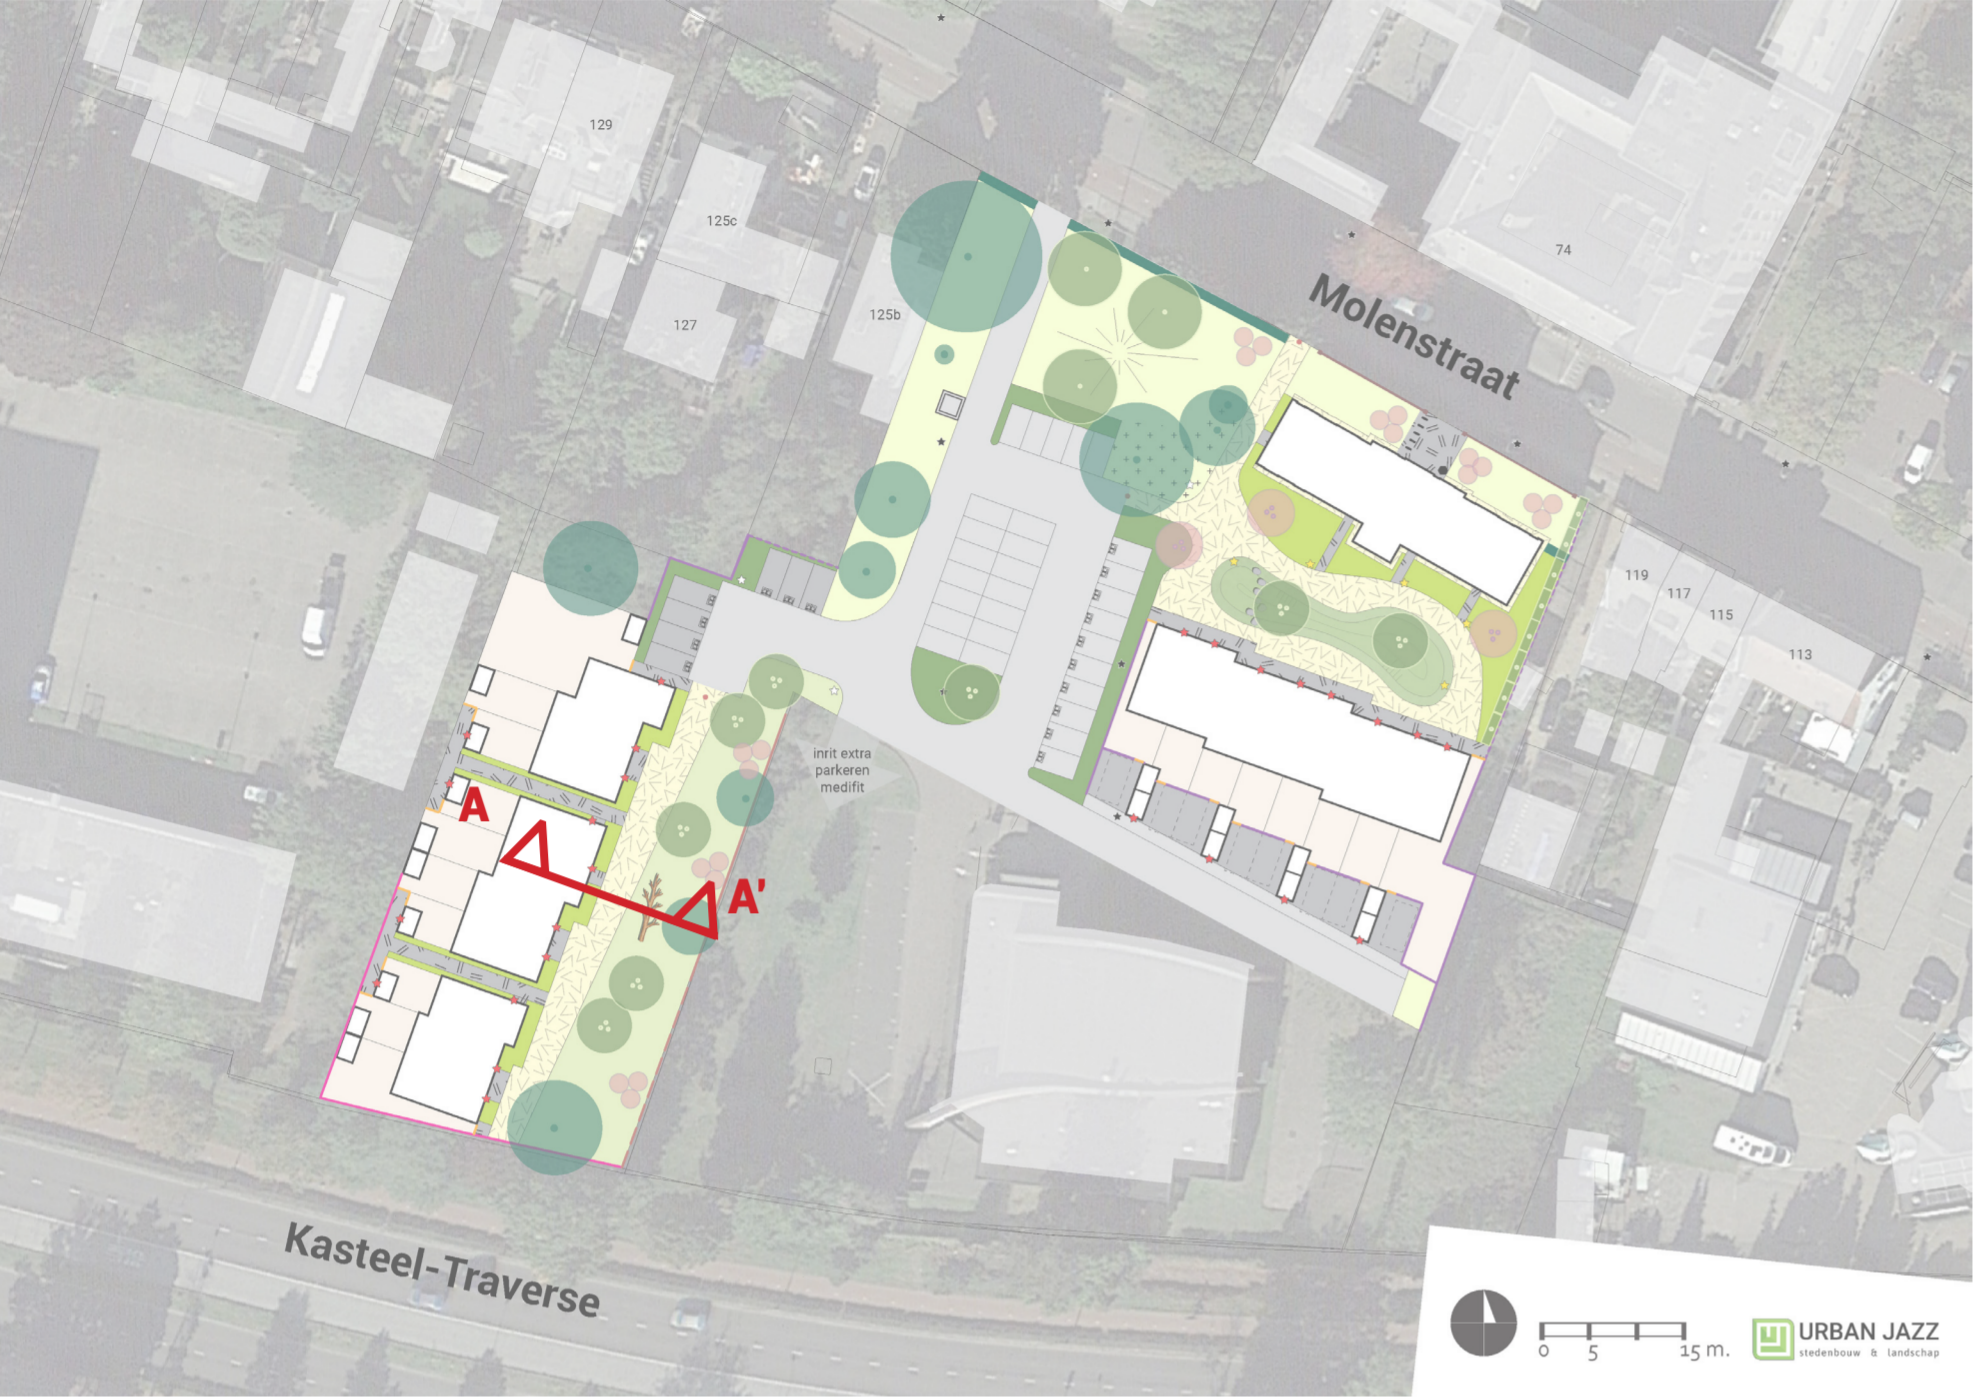 129
125c
127
125b
74
Molenstraat
119
117
115
113
inrit extra
parkeren
medifit
A
A'
Kasteel-Traverse
0 5 15 m.
URBAN JAZZ
stedenbouw & landschap